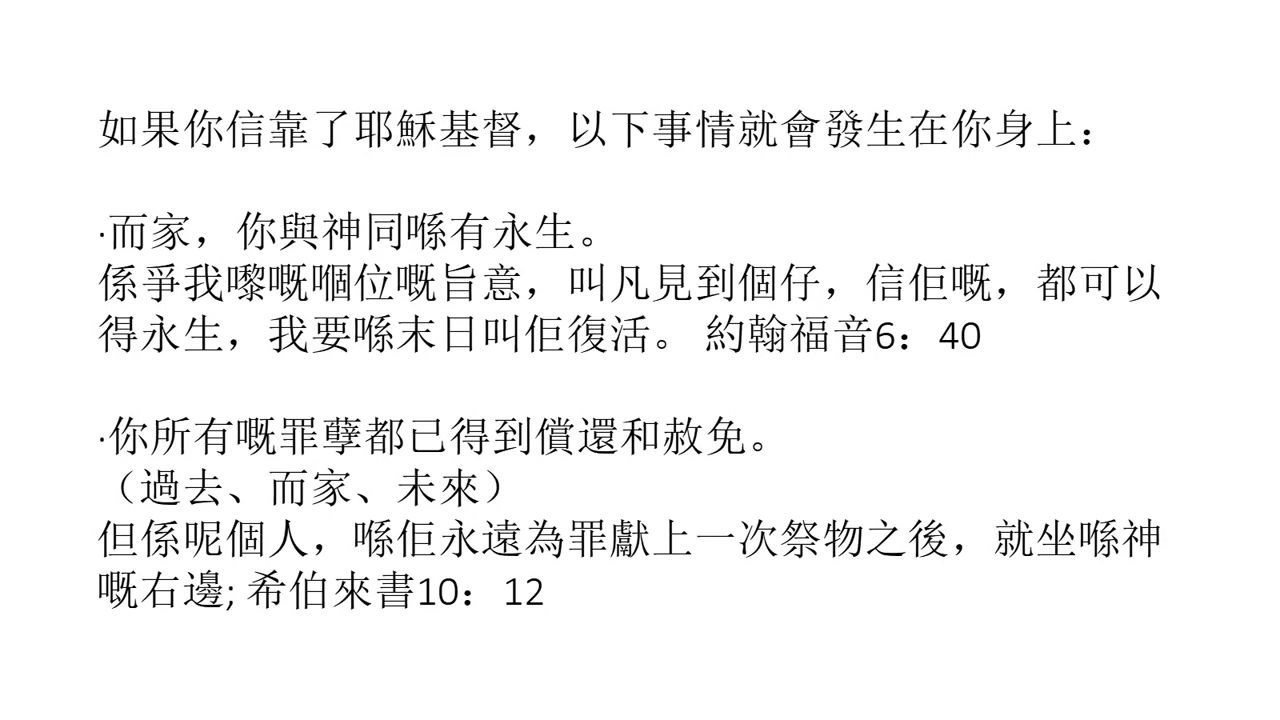 如果你信靠了耶穌基督，以下事情就會發生在你身上：
·而家，你與神同喺有永生。
係爭我嚟嘅嗰位嘅旨意，叫凡見到個仔，信佢嘅，都可以
得永生，我要喺末日叫佢復活。 約翰福音6：40
·你所有嘅罪孽都已得到償還和赦免。
（過去、而家、未來）
但係呢個人，喺佢永遠為罪獻上一次祭物之後，就坐喺神
嘅右邊; 希伯來書10：12